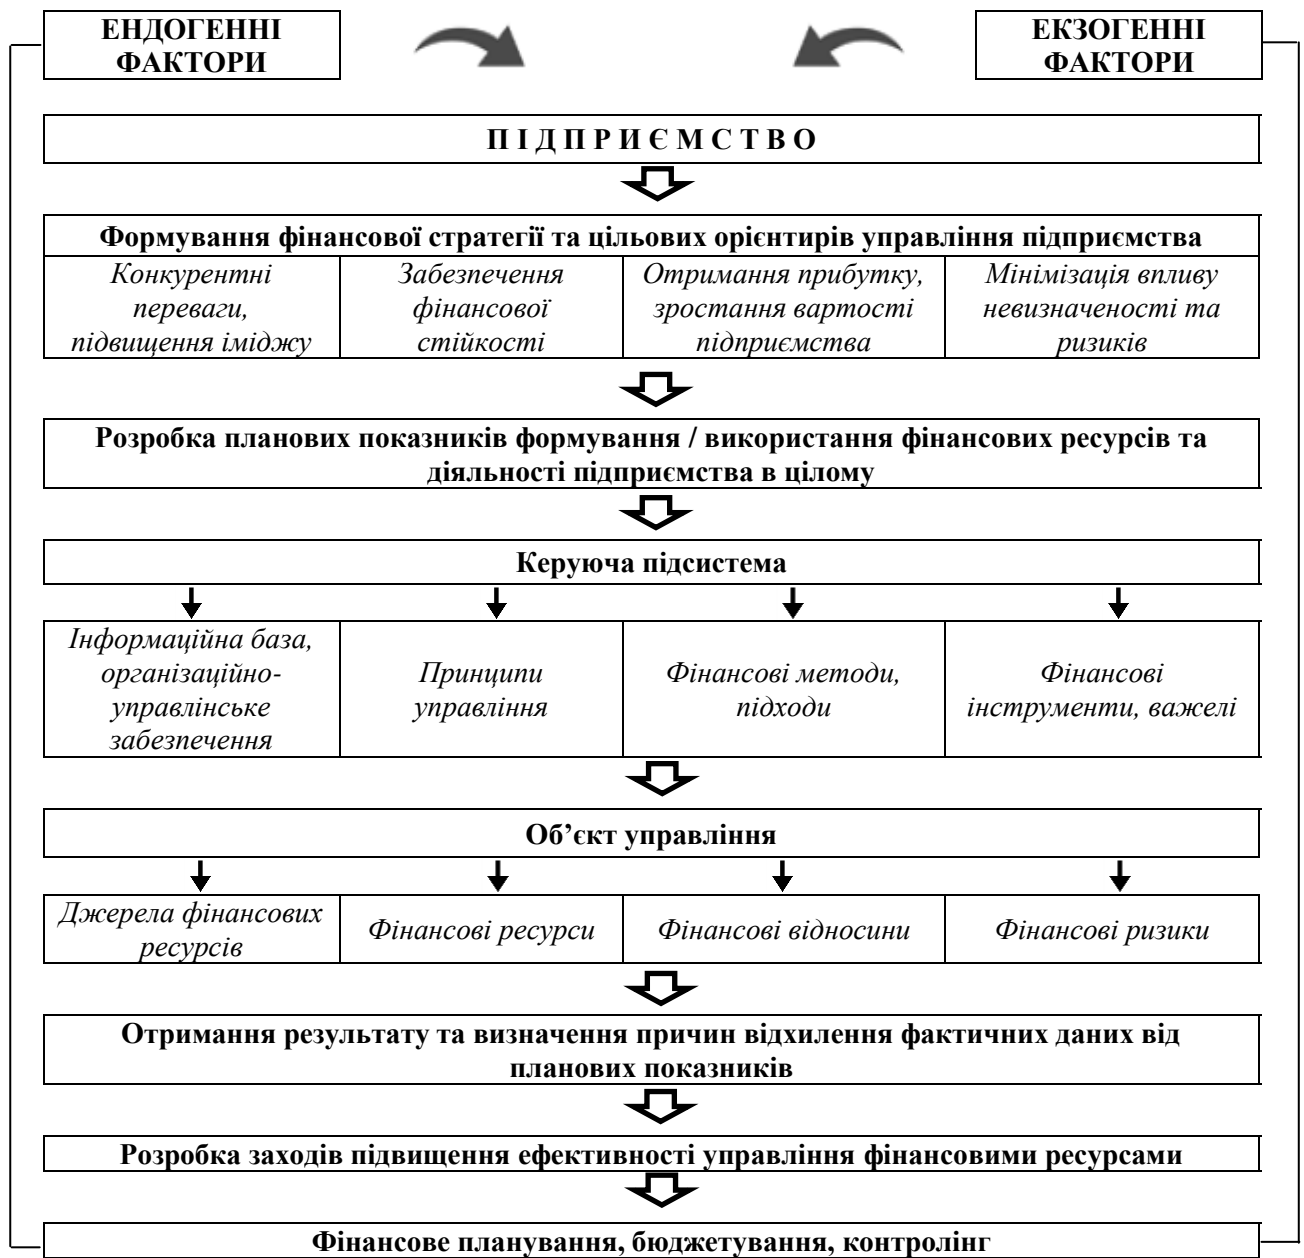 ЕНДОГЕННІ
ФАКТОРИ
ЕКЗОГЕННІ
ФАКТОРИ
П І Д П Р И Є М С Т В О
Формування фінансової стратегії та цільових орієнтирів управління підприємства
Конкурентні
переваги,
підвищення іміджу
Забезпечення
фінансової
стійкості
Отримання прибутку,
зростання вартості
підприємства
Мінімізація впливу
невизначеності та
ризиків
Розробка планових показників формування / використання фінансових ресурсів та
діяльності підприємства в цілому
Керуюча підсистема
Інформаційна база,
організаційно-
управлінське
забезпечення
Принципи
управління
Фінансові методи,
підходи
Фінансові
інструменти, важелі
Об’єкт управління
Джерела фінансових
ресурсів
Фінансові ресурси
Фінансові відносини
Фінансові ризики
Отримання результату та визначення причин відхилення фактичних даних від
планових показників
Розробка заходів підвищення ефективності управління фінансовими ресурсами
Фінансове планування, бюджетування, контролінг